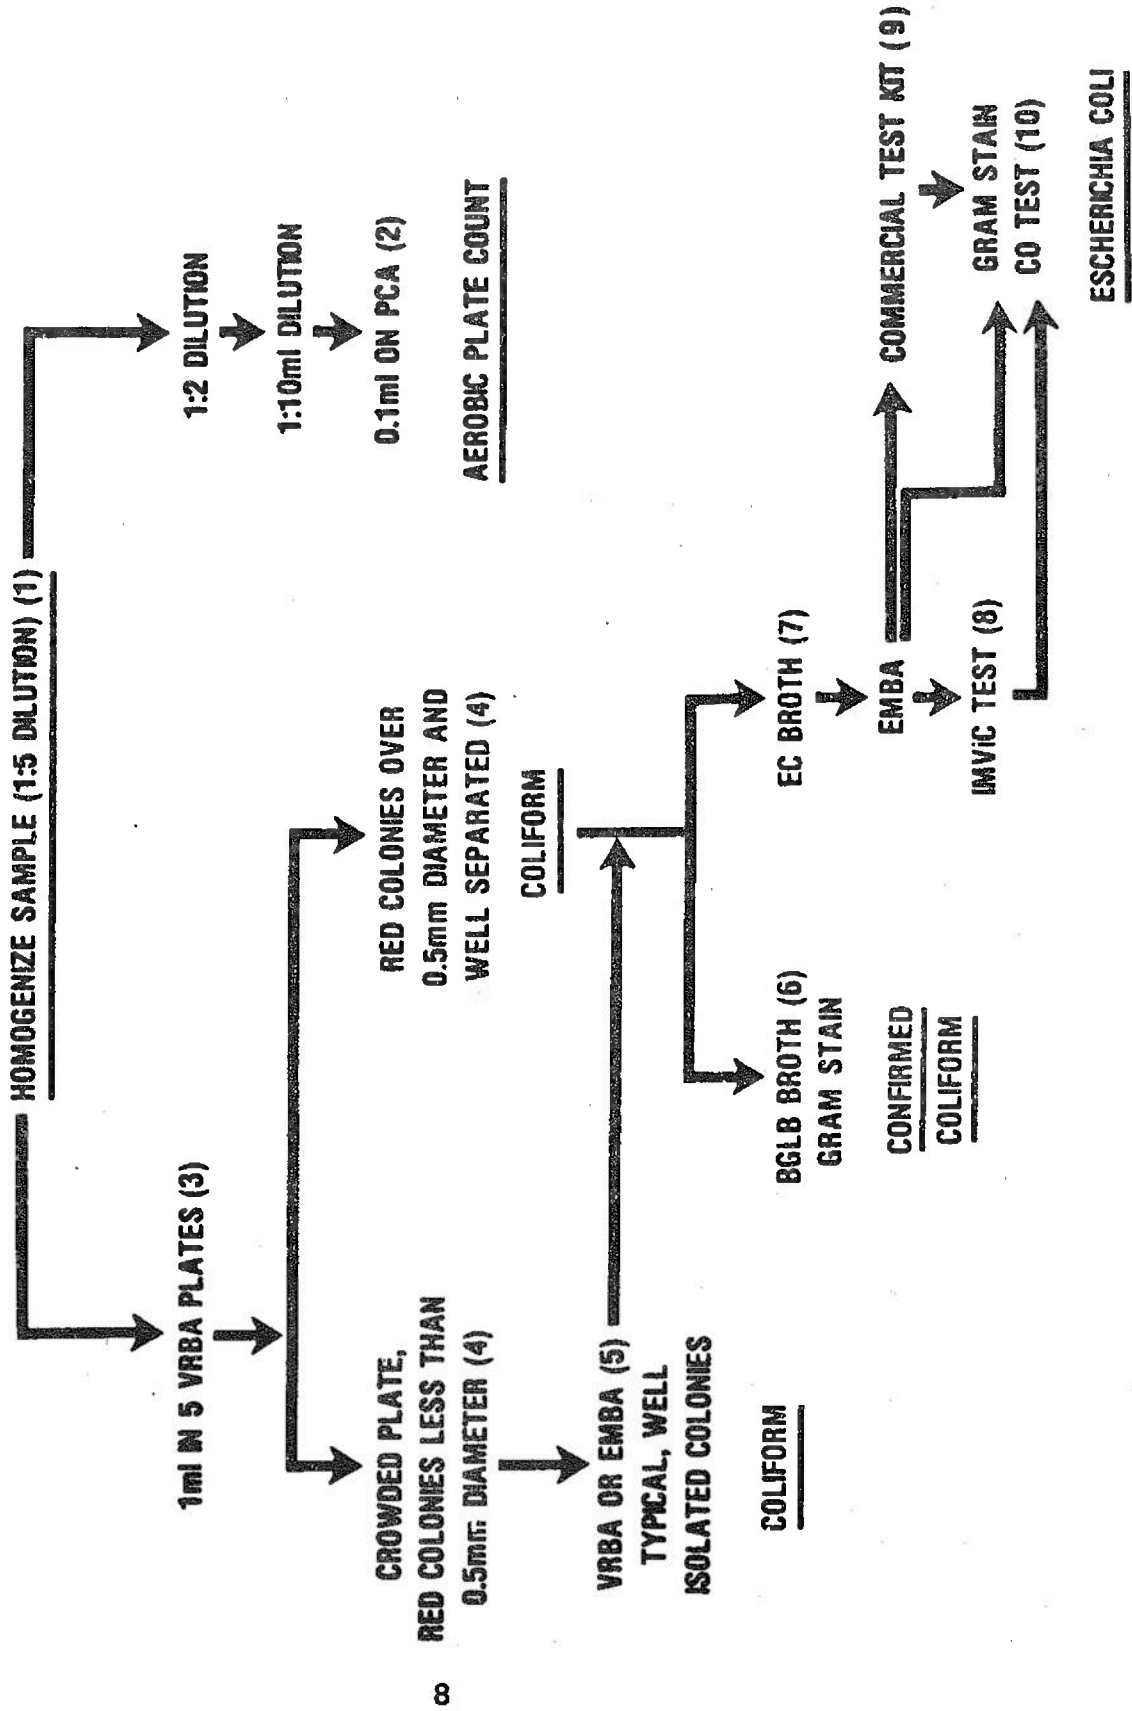 HOMOGENIZE SAMPLE (1:5 DILUTION) (1)
1ml IN 5 VRBA PLATES (3)
1:2 DILUTION
1:10ml DILUTION
0.1ml ON PCA (2)
AEROBIC PLATE COUNT
CROWDED PLATE,
RED COLONIES LESS THAN
0.5mm DIAMETER (4)
RED COLONIES OVER
0.5mm DIAMETER AND
WELL SEPARATED (4)
COLIFORM
VRBA OR EMBA (5)
TYPICAL, WELL
ISOLATED COLONIES
COLIFORM
BGLB BROTH (6)
GRAM STAIN
CONFIRMED
COLIFORM
EC BROTH (7)
EMBA
IMViC TEST (8)
COMMERCIAL TEST KIT (9)
GRAM STAIN
CO TEST (10)
ESCHERICHIA COLI
8